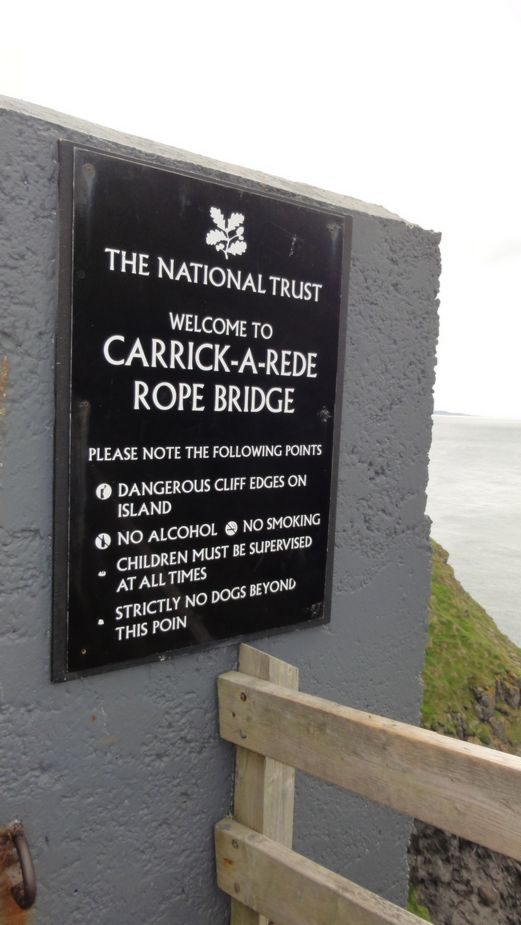 THE NATIONAL TRUST
WELCOME TO
CARRICK-A-REDE
ROPE BRIDGE
PLEASE NOTE THE FOLLOWING POINTS
DANGEROUS CLIFF EDGES ON
ISLAND
NO ALCOHOL NO SMOKING
CHILDREN MUST BE SUPERVISED
AT ALL TIMES
STRICTLY NO DOGS BEYOND
THIS POIN